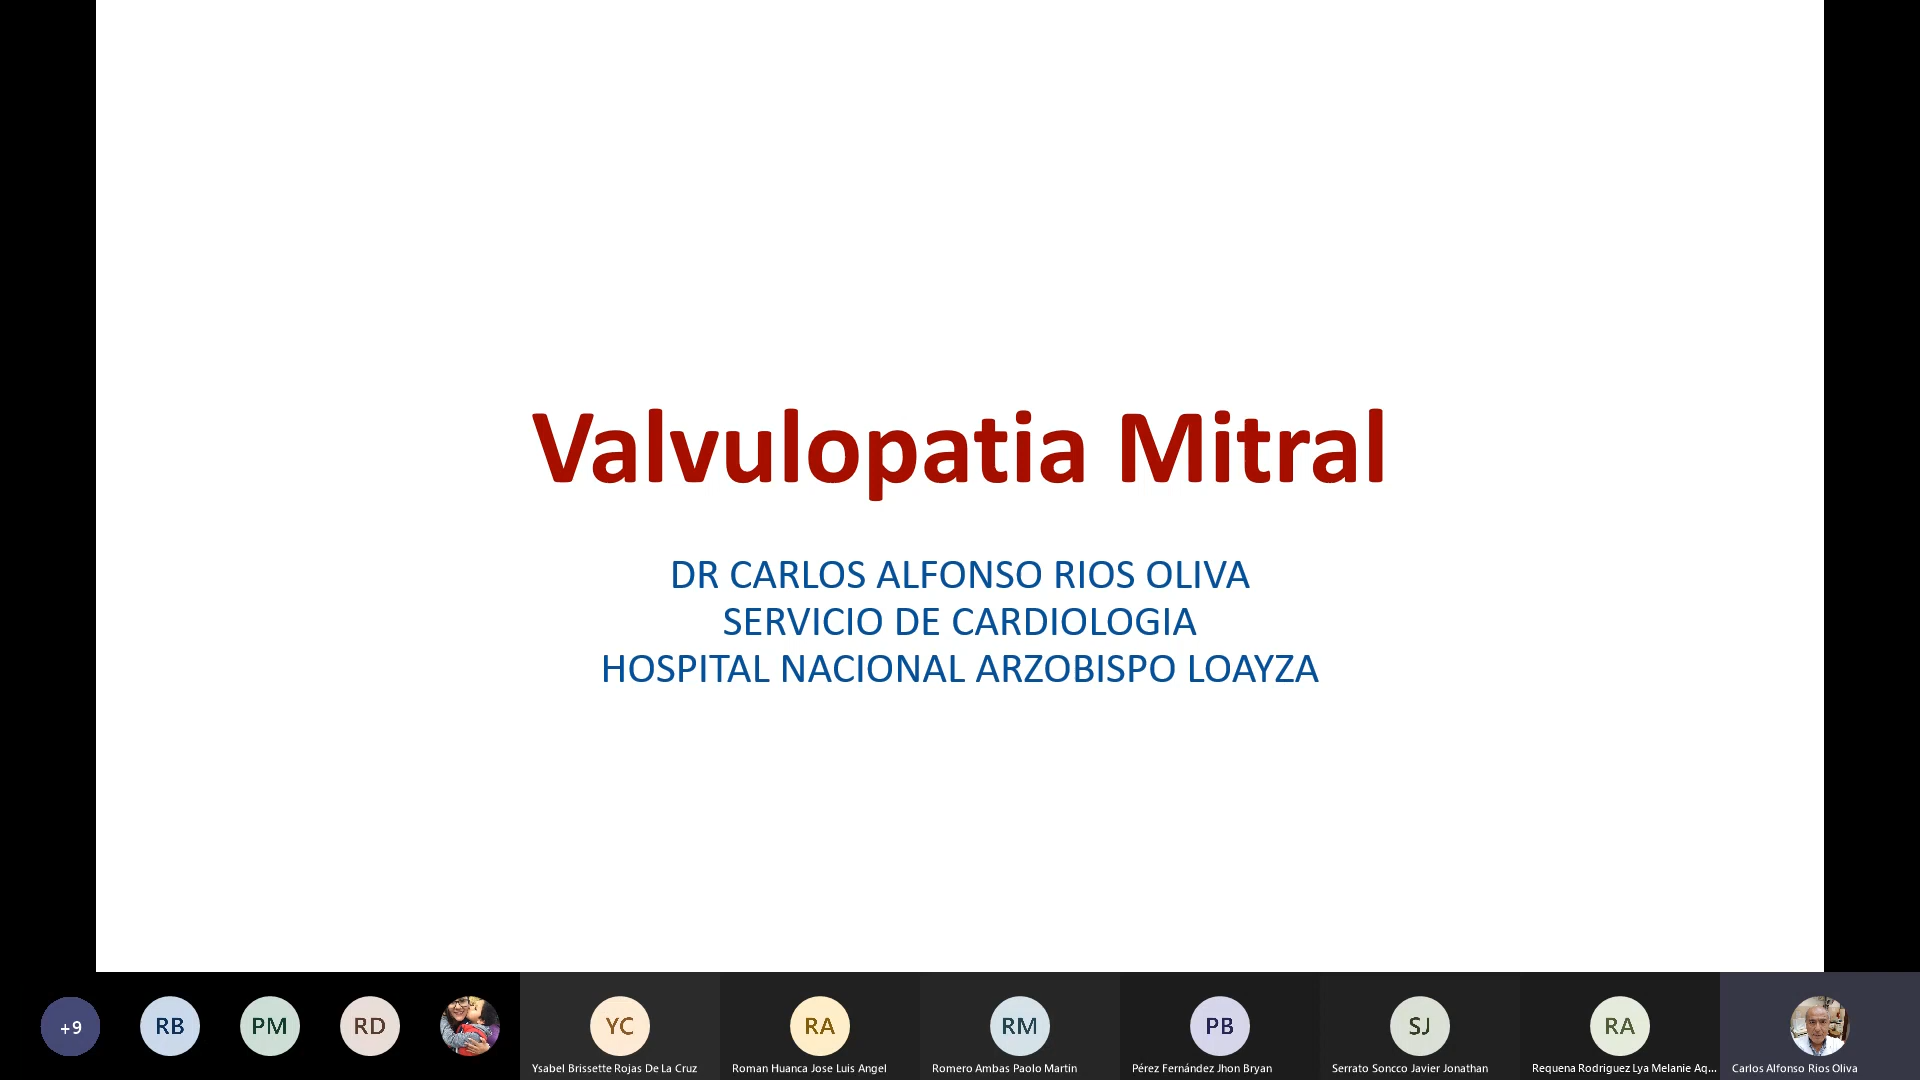 Valvulopatia Mitral
DR CARLOS ALFONSO RIOS OLIVA
SERVICIO DE CARDIOLOGIA
HOSPITAL NACIONAL ARZOBISPO LOAYZA
+9
RB
PM
RD
YC
RA
RM
PB
SJ
RA
Ysabel Brissette Rojas De La Cruz
Roman Huanca Jose Luis Angel
Romero Ambas Paolo Martin
Pérez Fernández Jhon Bryan
Serrato Soncco Javier Jonathan
Requena Rodriguez Lya Melanie Aq...
Carlos Alfonso Rios Oliva